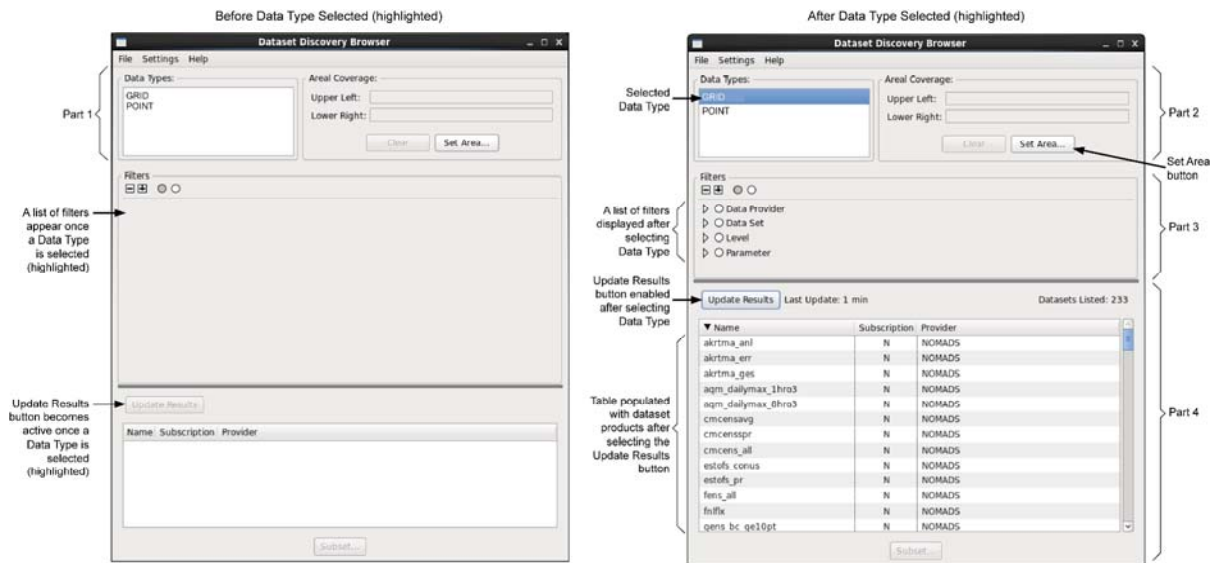 Before Data Type Selected (highlighted)
Dataset Discovery Browser
File Settings Help
Data Types:
GRID
POINT
Areal Coverage:
Upper Left:
Lower Right:
Clear
Set Area...
Part 1
Filters
A list of filters
appear once
a Data Type
is selected
(highlighted)
Update Results
button becomes
active once a
Data Type is
selected
(highlighted)
Update Results
Name Subscription Provider
Subset...
After Data Type Selected (highlighted)
Dataset Discovery Browser
File Settings Help
Selected
Data Type
Data Types:
GRID
POINT
Areal Coverage:
Upper Left:
Lower Right:
Clear
Set Area...
Part 2
Set Area
button
Filters
A list of filters
displayed after
selecting
Data Type
Data Provider
Data Set
Level
Parameter
Part 3
Update Results
button enabled
after selecting
Data Type
Update Results Last Update: 1 min Datasets Listed: 233
Name Subscription Provider
akrtma_anl N NOMADS
akrtma_err N NOMADS
akrtma_ges N NOMADS
aqm_dailymax_1hro3 N NOMADS
aqm_dailymax_8hro3 N NOMADS
cmcensavg N NOMADS
cmcensspr N NOMADS
cmcens_all N NOMADS
estofs_conus N NOMADS
estofs_pr N NOMADS
fens_all N NOMADS
fnlflx N NOMADS
gens_bc_ge10pt N NOMADS
Table populated
with dataset
products after
selecting the
Update Results
button
Part 4
Subset...